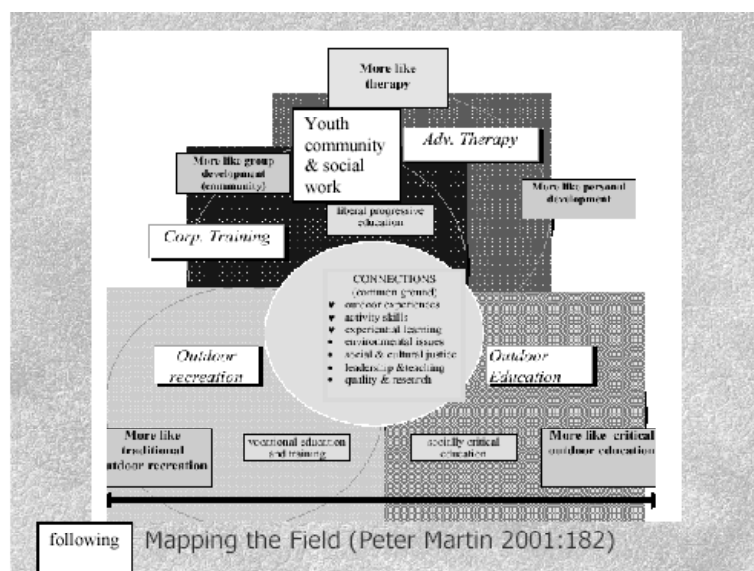 More like
therapy
Youth
community
& social
work
Adv. Therapy
More like group
development
(community)
More like personal
development
liberal progressive
education
Corp. Training
CONNECTIONS
(common ground)
♥ outdoor experiences
♥ activity skills
♥ experiential learning
• environmental issues
• social & cultural justice
• leadership &teaching
• quality & research
Outdoor
recreation
Outdoor
Education
More like
traditional
utdoor recreation
vocational education
and training
socially critical
education
More like critical
outdoor education
following
Mapping the Field (Peter Martin 2001:182)